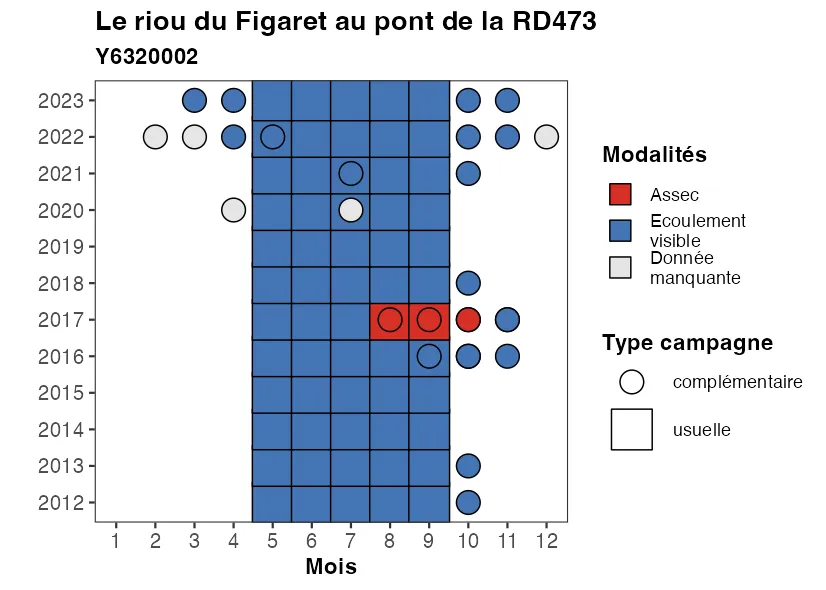 Le riou du Figaret au pont de la RD473
Y6320002
2023
2022
2021
2020
2019
2018
2017
2016
2015
2014
2013
2012
1 2 3 4 5 6 7 8 9 10 11 12
Mois
Modalités
Assec
Ecoulement
visible
Donnée
manquante
Type campagne
complémentaire
usuelle